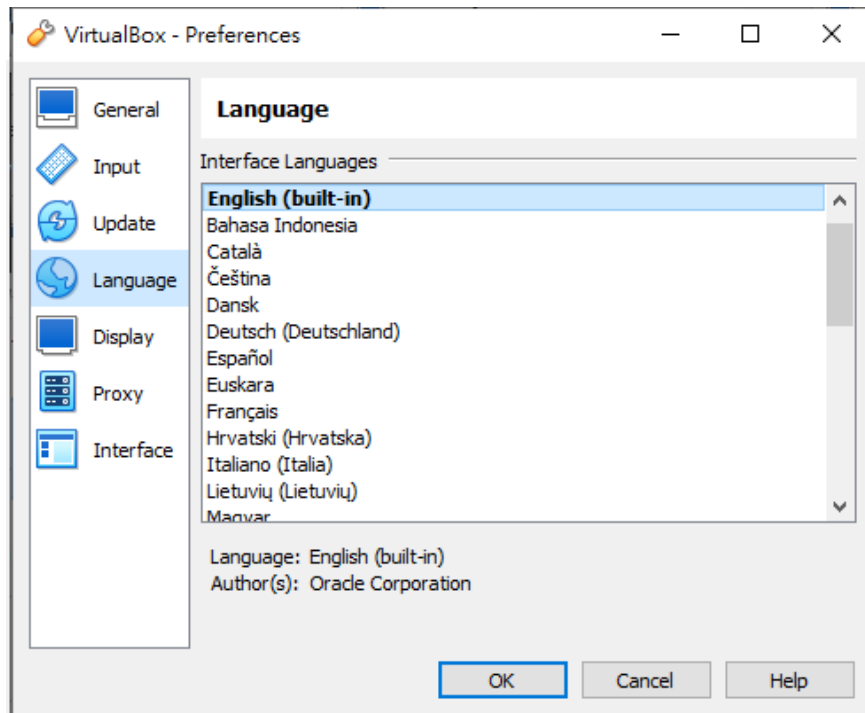 VirtualBox - Preferences
General
Input
Update
Language
Display
Proxy
Interface
Language
Interface Languages
English (built-in)
Bahasa Indonesia
Català
Čeština
Dansk
Deutsch (Deutschland)
Español
Euskara
Français
Hrvatski (Hrvatska)
Italiano (Italia)
Lietuvių (Lietuvių)
Magyar
Language: English (built-in)
Author(s): Oracle Corporation
OK Cancel Help